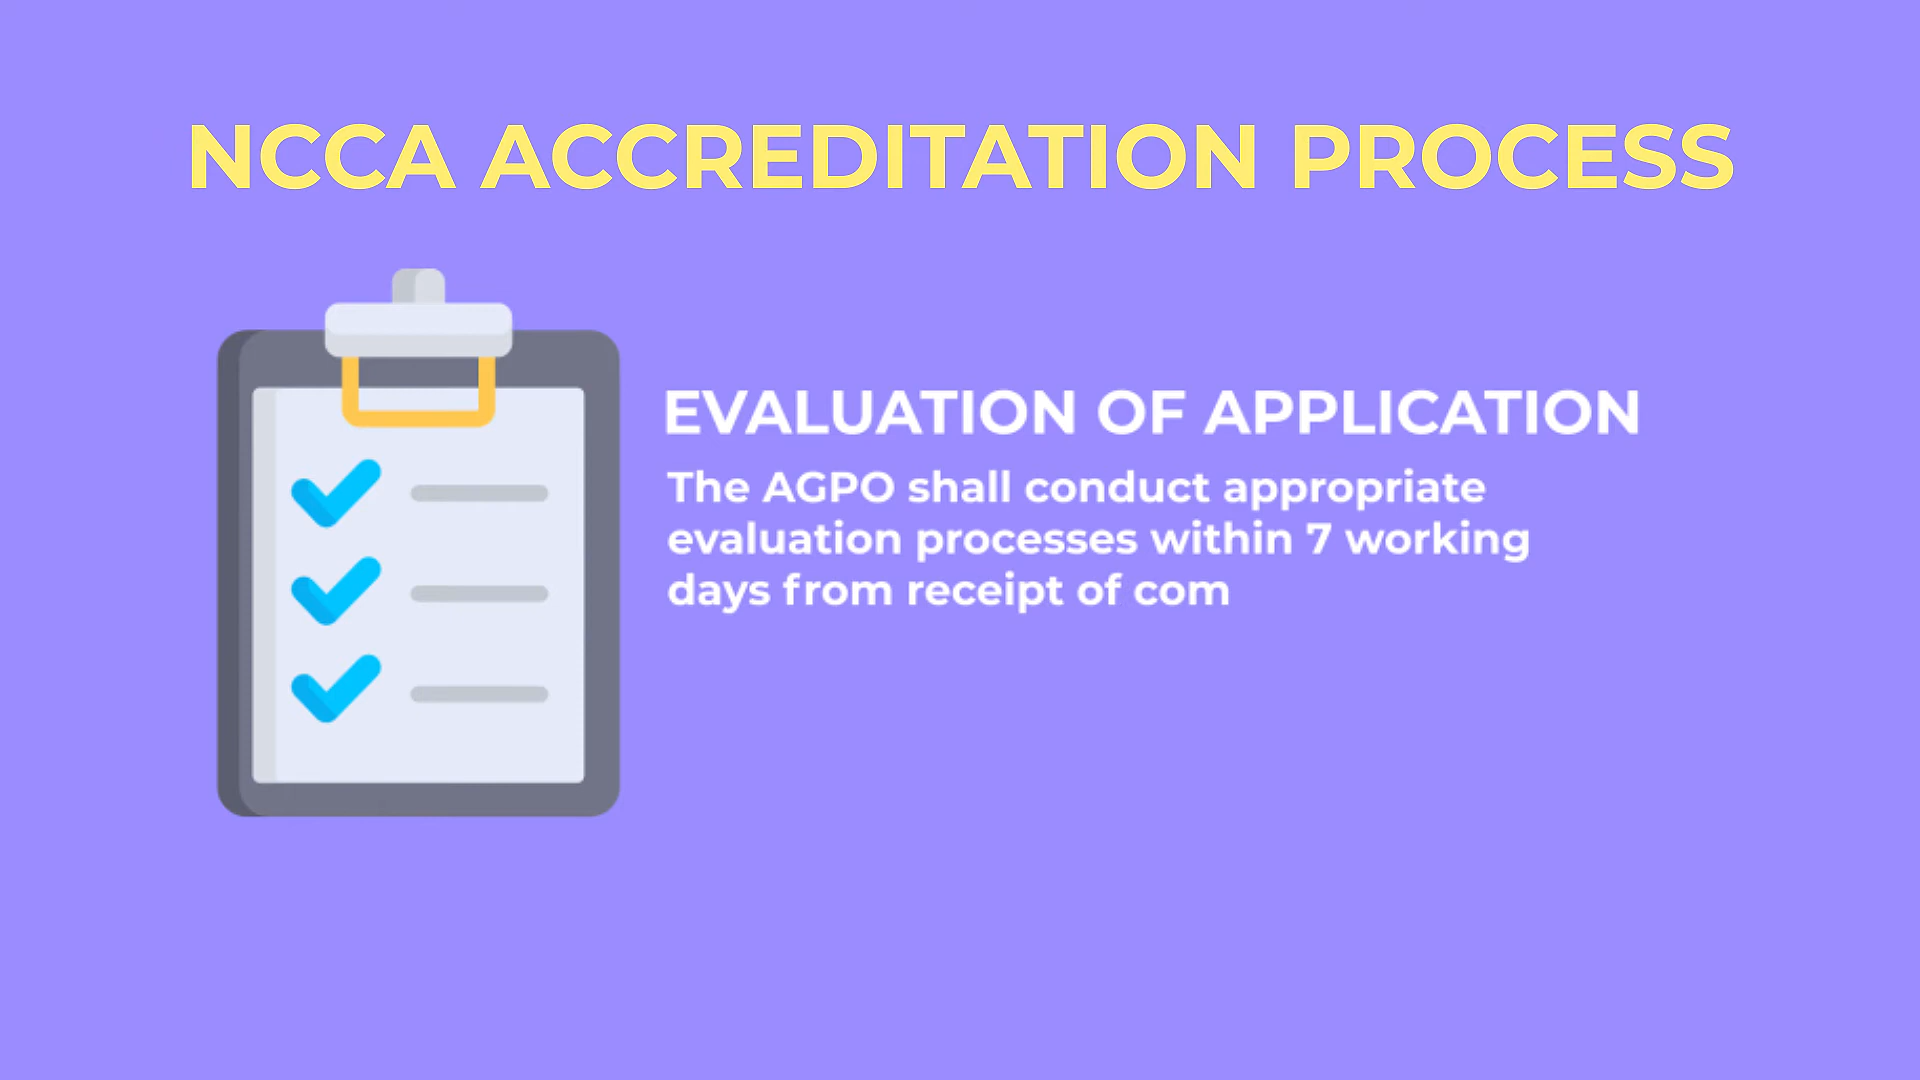 NCCA ACCREDITATION PROCESS
EVALUATION OF APPLICATION
The AGPO shall conduct appropriate
evaluation processes within 7 working
days from receipt of com